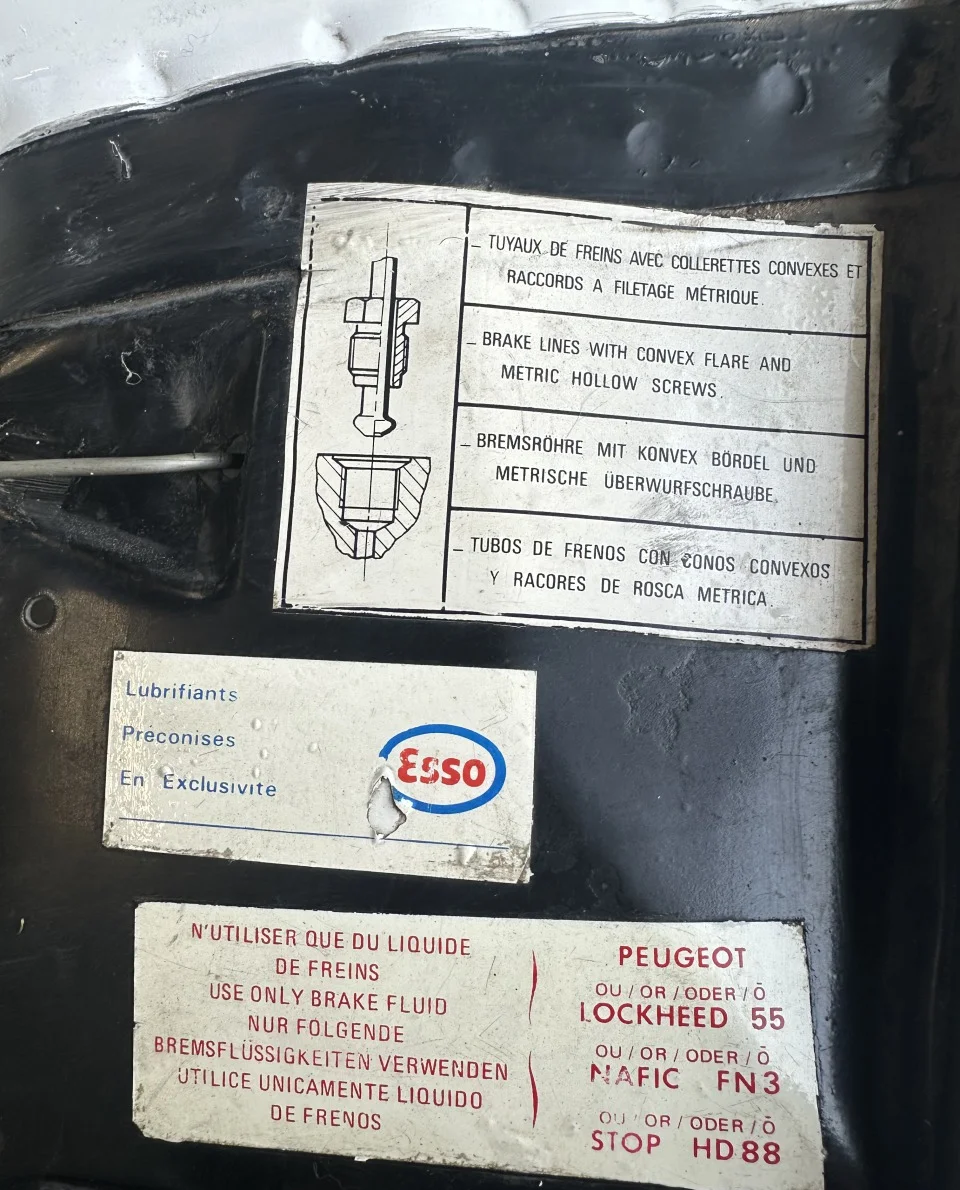 – TUYAUX DE FREINS AVEC COLLERETTES CONVEXES ET
RACCORDS A FILETAGE MÉTRIQUE.
– BRAKE LINES WITH CONVEX FLARE AND
METRIC HOLLOW SCREWS.
– BREMSRÖHRE MIT KONVEX BÖRDEL UND
METRISCHE ÜBERWURFSCHRAUBE.
– TUBOS DE FRENOS CON CONOS CONVEXOS
Y RACORES DE ROSCA METRICA.
Lubrifiants
Préconisés
En Exclusivité
Esso
N'UTILISER QUE DU LIQUIDE
DE FREINS
USE ONLY BRAKE FLUID
NUR FOLGENDE
BREMSFLÜSSIGKEITEN VERWENDEN
UTILICE UNICAMENTE LIQUIDO
DE FRENOS
PEUGEOT
OU / OR / ODER / Ō
LOCKHEED 55
OU / OR / ODER / Ō
NAFIC FN3
OU / OR / ODER / Ō
STOP HD 88